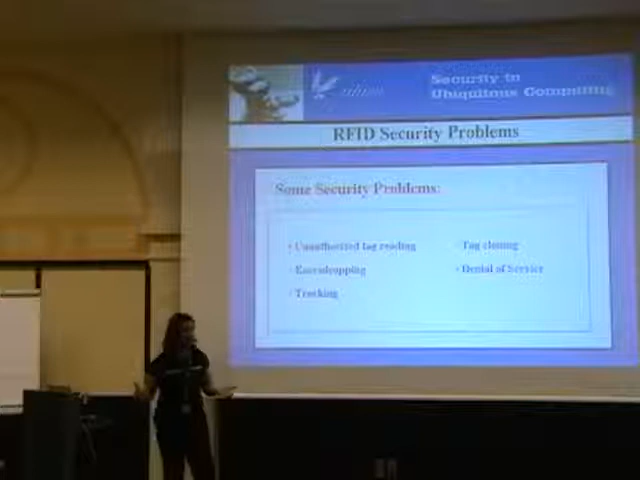 Security in
Ubiquitous Computing
RFID Security Problems
Some Security Problems:
• Unauthorized tag reading
• Eavesdropping
• Tracking
• Tag cloning
• Denial of Service